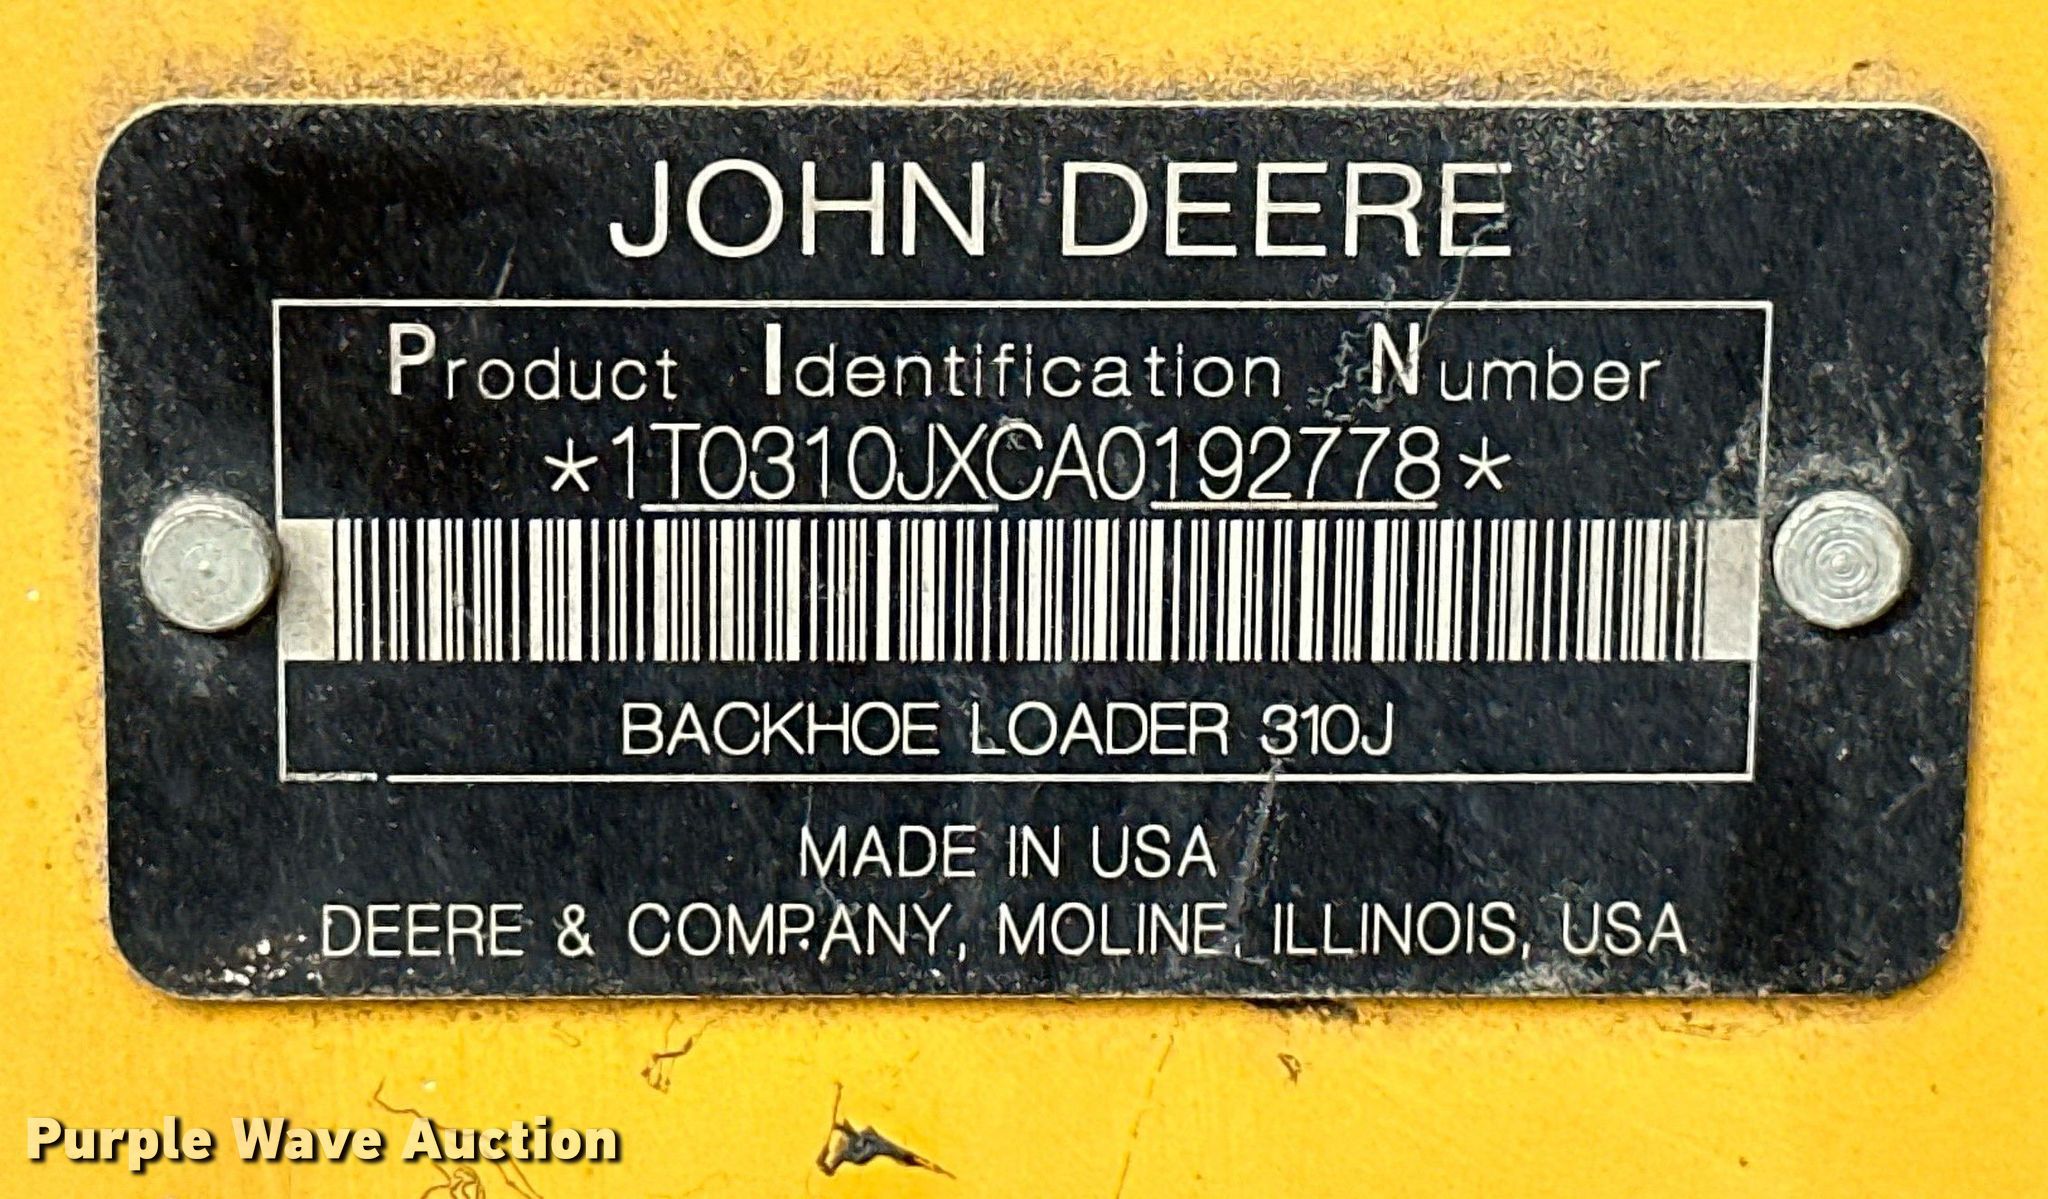 JOHN DEERE
Product Identification Number
*1T0310JXCA0192778*
BACKHOE LOADER 310J
MADE IN USA
DEERE & COMPANY, MOLINE, ILLINOIS, USA
Purple Wave Auction